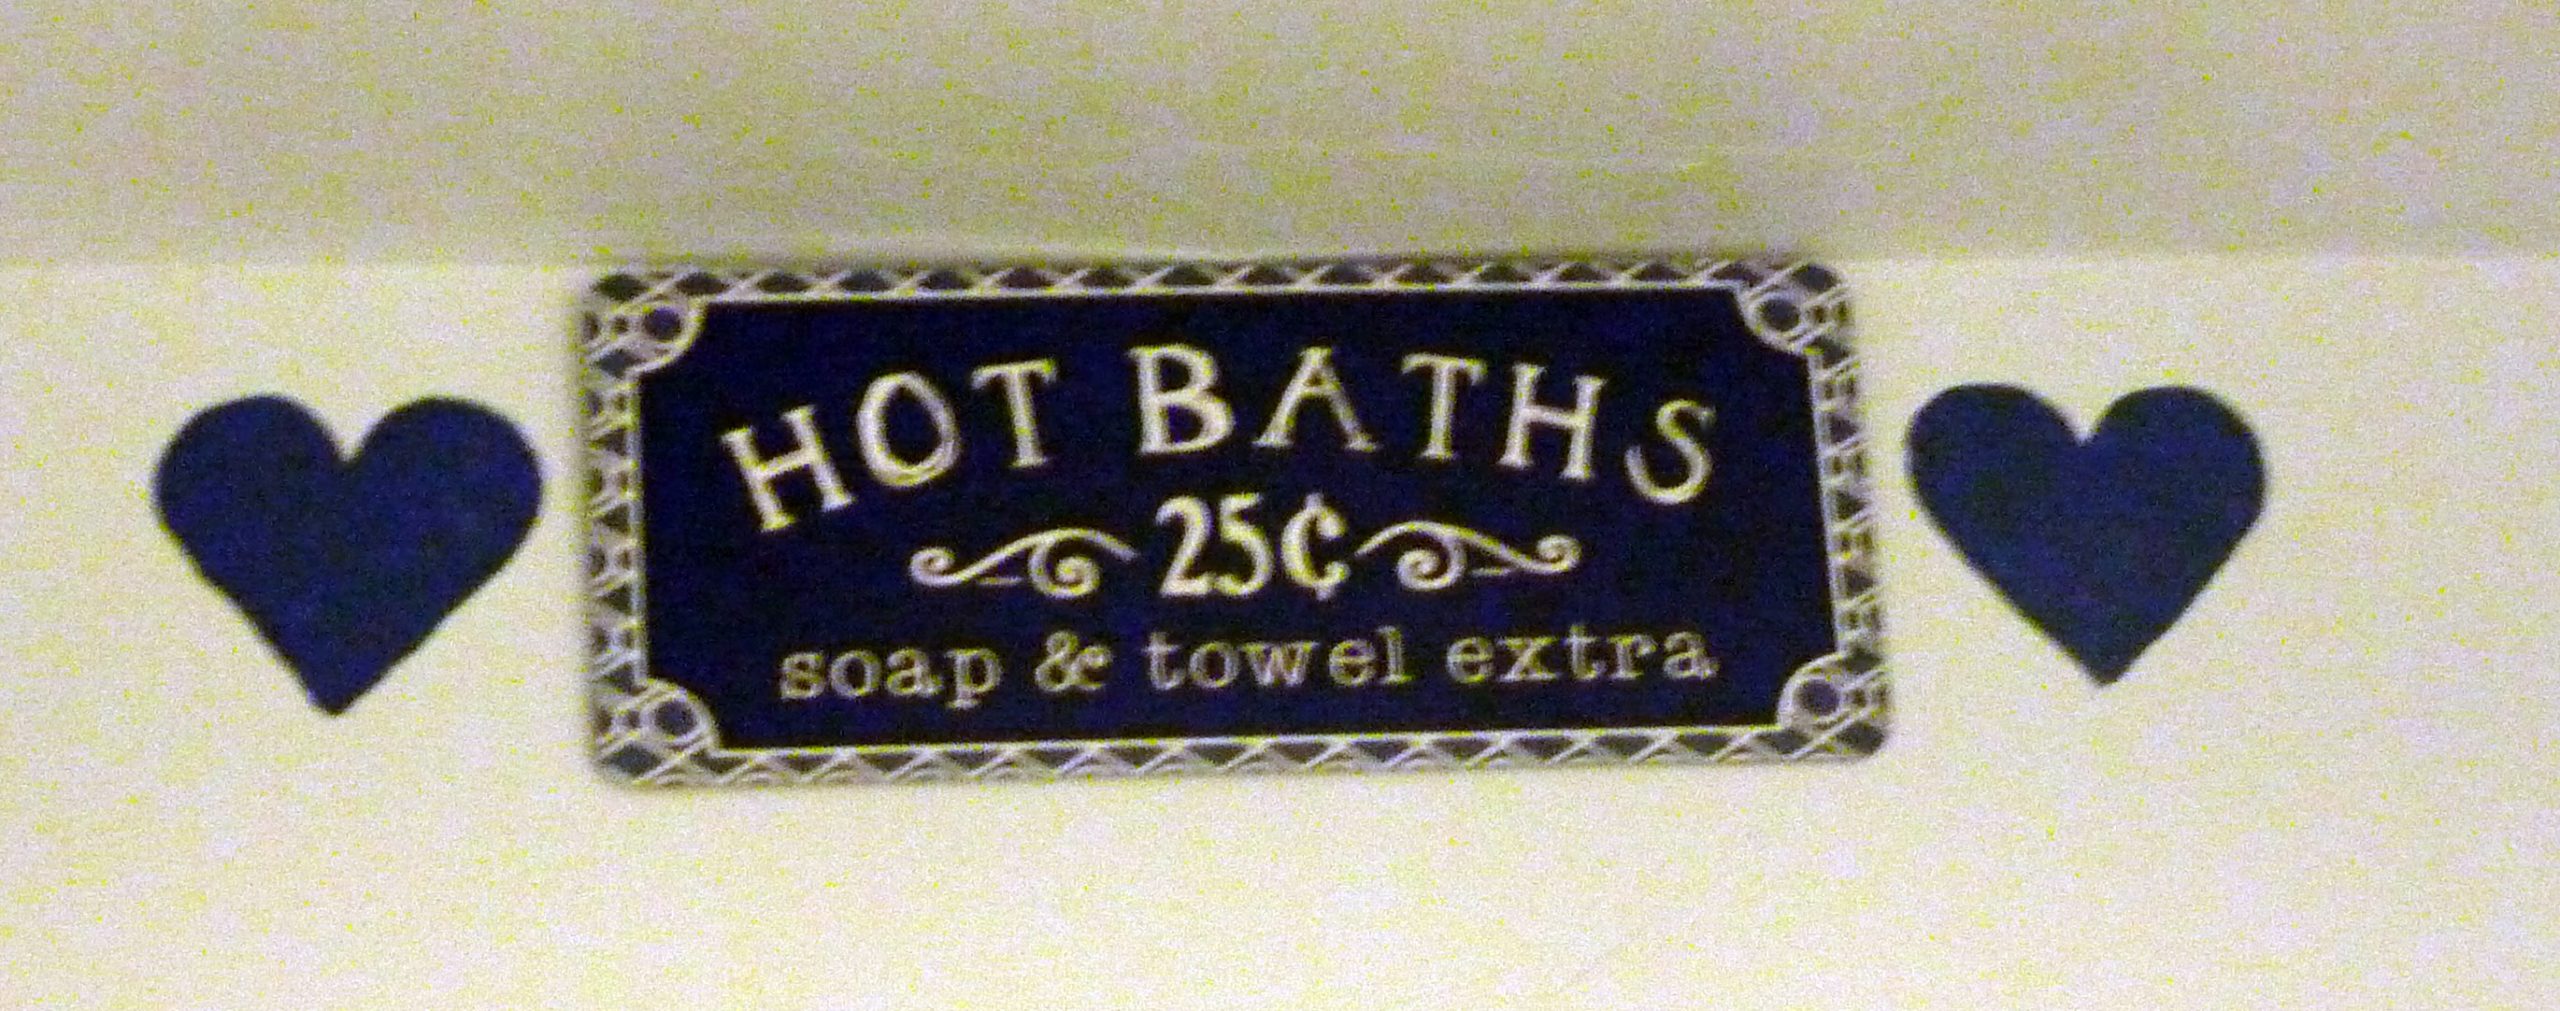 HOT BATHS
25¢
soap & towel extra